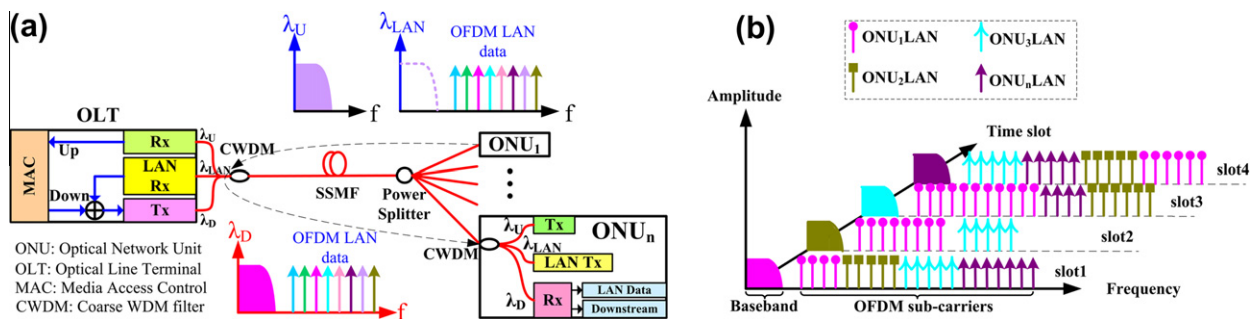 (a)
λU
f
λLAN
OFDM LAN
data
f
OLT
MAC
Up
Down
Rx
LAN
Rx
Tx
λU
λLAN
λD
CWDM
SSMF
Power
Splitter
ONU1
CWDM
λU
λLAN
λD
Tx
ONUn
LAN Tx
Rx
LAN Data
Downstream
ONU: Optical Network Unit
OLT: Optical Line Terminal
MAC: Media Access Control
CWDM: Coarse WDM filter
λD
OFDM LAN
data
f
(b)
ONU1LAN
ONU3LAN
ONU2LAN
ONUnLAN
Amplitude
Time slot
slot4
slot3
slot2
slot1
Frequency
Baseband
OFDM sub-carriers